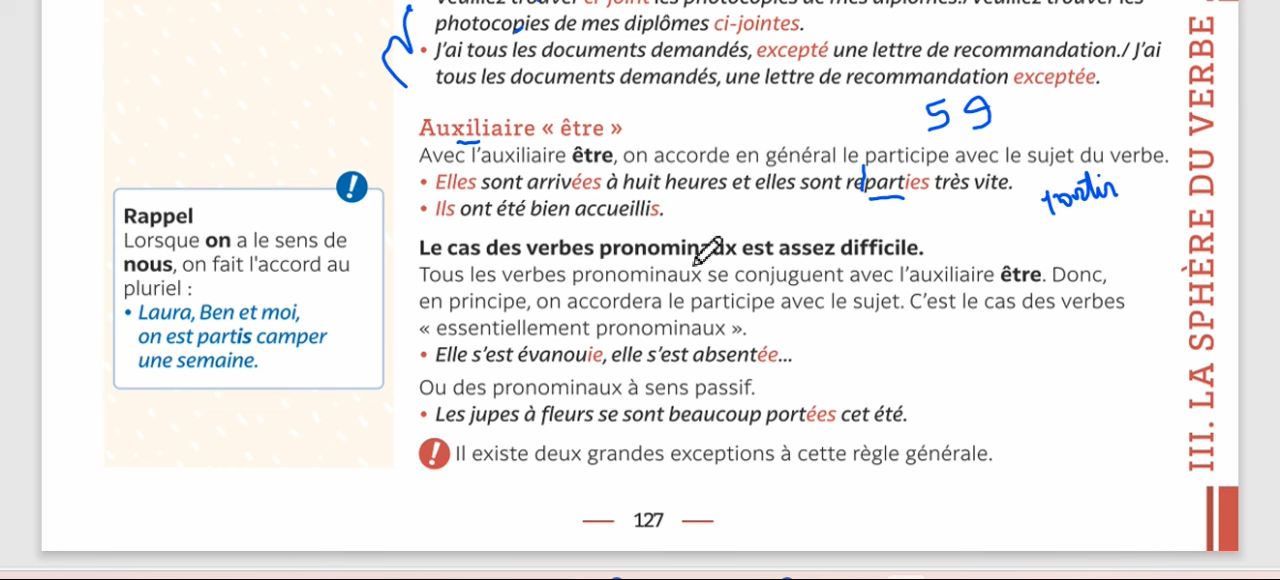 photocopies de mes diplômes ci-jointes.
• J'ai tous les documents demandés, excepté une lettre de recommandation./ J'ai
tous les documents demandés, une lettre de recommandation exceptée.
59
Auxiliaire « être »
Avec l'auxiliaire être, on accorde en général le participe avec le sujet du verbe.
• Elles sont arrivées à huit heures et elles sont reparties très vite.
partir
• Ils ont été bien accueillis.
Le cas des verbes pronominaux est assez difficile.
Tous les verbes pronominaux se conjuguent avec l'auxiliaire être. Donc,
en principe, on accordera le participe avec le sujet. C'est le cas des verbes
« essentiellement pronominaux ».
• Elle s'est évanouie, elle s'est absentée...
Ou des pronominaux à sens passif.
• Les jupes à fleurs se sont beaucoup portées cet été.
! Il existe deux grandes exceptions à cette règle générale.
!
Rappel
Lorsque on a le sens de
nous, on fait l'accord au
pluriel :
• Laura, Ben et moi,
on est partis camper
une semaine.
III. LA SPHÈRE DU VERBE
127